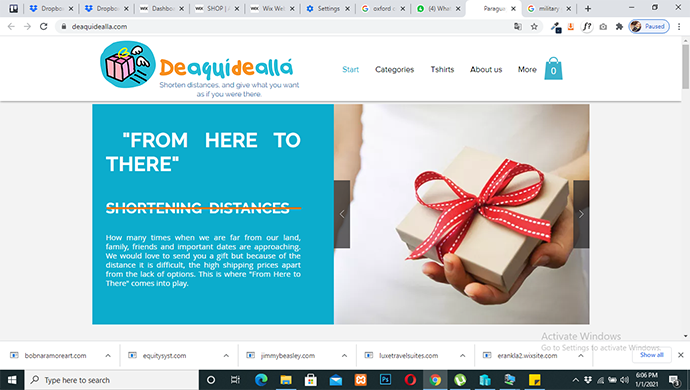 Dropbo
Dropbo
WIX Dashbo
WIX SHOP |
WIX Wix We
Settings
oxford
(4) What
Paragua
military
deaquidealla.com
Paused
Deaquídeallá
Shorten distances, and give what you want
as if you were there.
Start
Categories
Tshirts
About us
More
0
"FROM HERE TO
THERE"
SHORTENING DISTANCES
How many times when we are far from our land,
family, friends and important dates are approaching.
We would love to send you a gift but because of the
distance it is difficult, the high shipping prices apart
from the lack of options. This is where "From Here to
There" comes into play.
Activate Windows
Go to Settings to activate Windows.
bobnaramoreart.com
equitysyst.com
jimmybeasley.com
luxetravelsuites.com
erankla2.wixsite.com
Show all
Type here to search
6:06 PM
1/1/2021